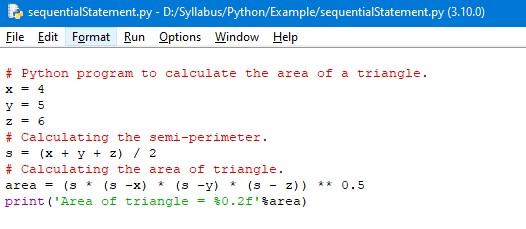 sequentialStatement.py - D:/Syllabus/Python/Example/sequentialStatement.py (3.10.0)
File Edit Format Run Options Window Help
# Python program to calculate the area of a triangle.
x = 4
y = 5
z = 6
# Calculating the semi-perimeter.
s = (x + y + z) / 2
# Calculating the area of triangle.
area = (s * (s -x) * (s -y) * (s - z)) ** 0.5
print('Area of triangle = %0.2f'%area)